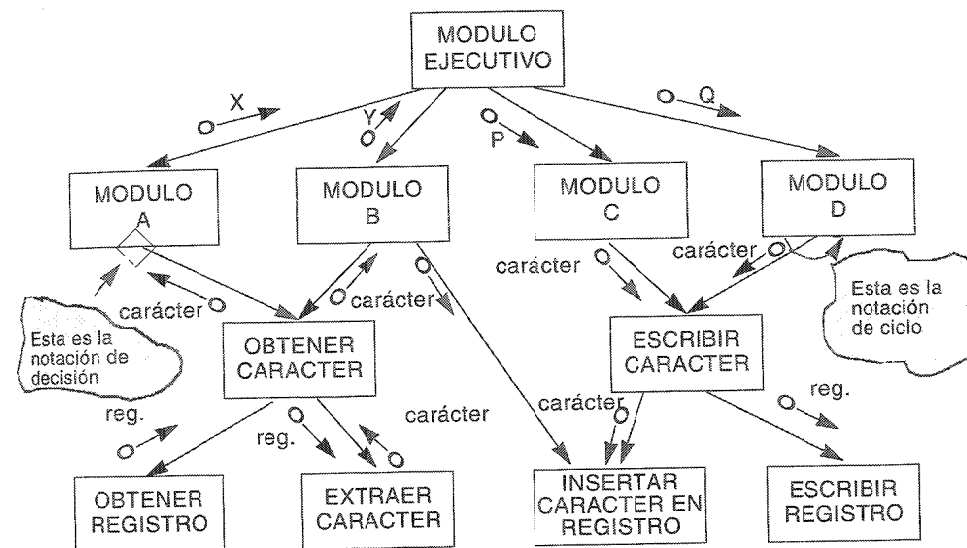 MODULO
EJECUTIVO
X
Y
P
Q
MODULO
A
MODULO
B
MODULO
C
MODULO
D
carácter
carácter
carácter
carácter
Esta es la
notación de
decisión
Esta es la
notación
de ciclo
OBTENER
CARACTER
ESCRIBIR
CARACTER
reg.
reg.
carácter
carácter
reg.
OBTENER
REGISTRO
EXTRAER
CARACTER
INSERTAR
CARACTER EN
REGISTRO
ESCRIBIR
REGISTRO